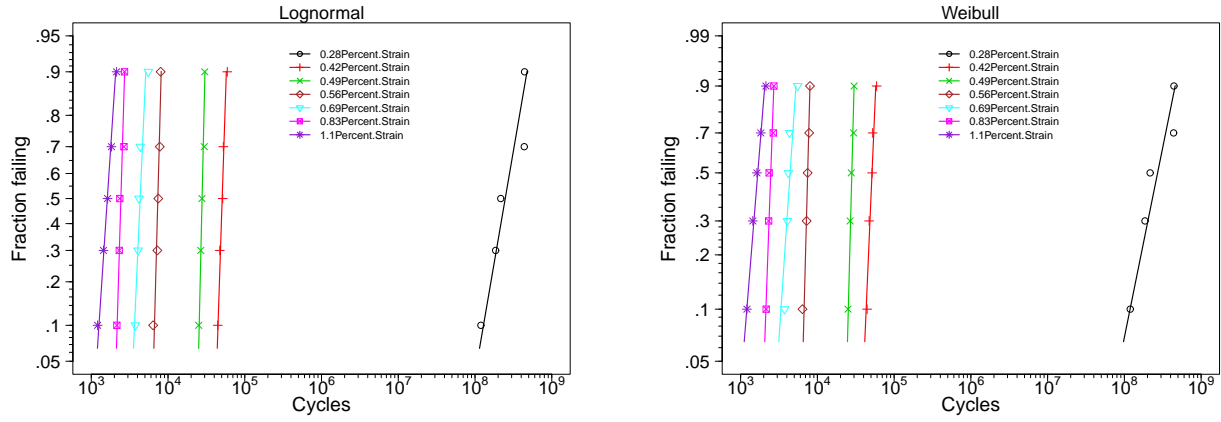 Lognormal
Fraction failing
.95
.9
.8
.7
.6
.5
.4
.3
.2
.1
.05
0.28Percent.Strain
0.42Percent.Strain
0.49Percent.Strain
0.56Percent.Strain
0.69Percent.Strain
0.83Percent.Strain
1.1Percent.Strain
10^3 10^4 10^5 10^6 10^7 10^8 10^9
Cycles
Weibull
Fraction failing
.99
.9
.7
.5
.3
.2
.1
.05
0.28Percent.Strain
0.42Percent.Strain
0.49Percent.Strain
0.56Percent.Strain
0.69Percent.Strain
0.83Percent.Strain
1.1Percent.Strain
10^3 10^4 10^5 10^6 10^7 10^8 10^9
Cycles